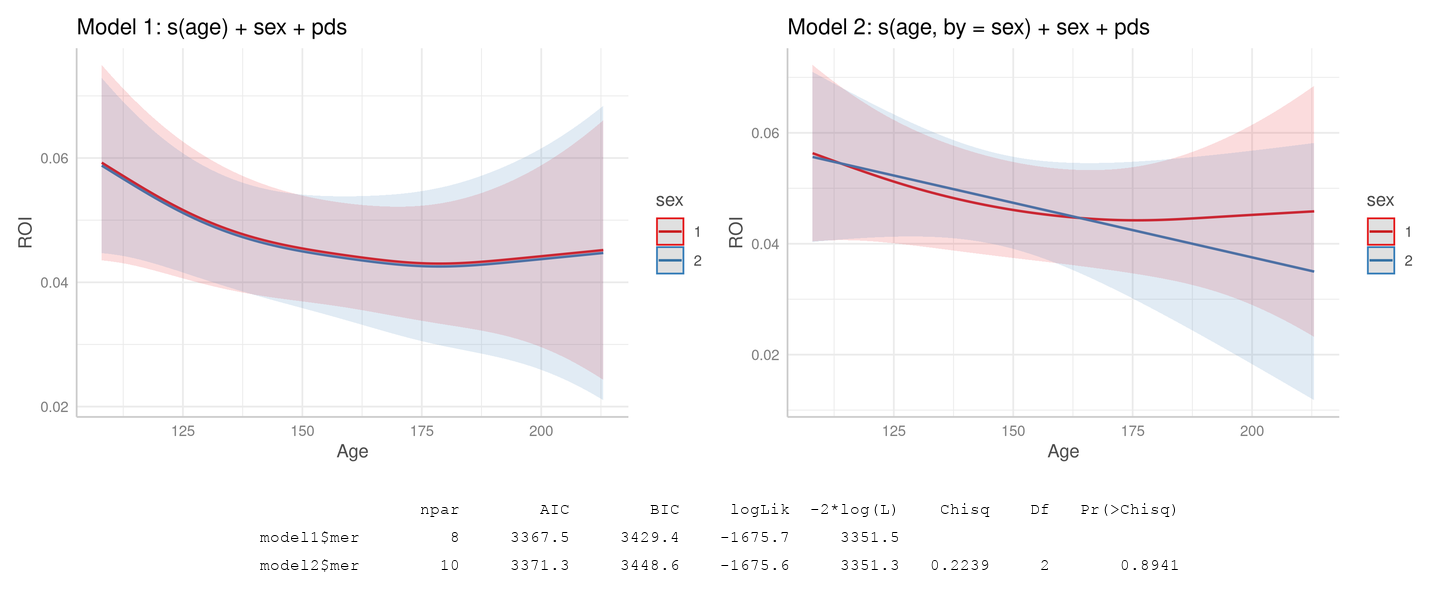 Model 1: s(age) + sex + pds
ROI
0.06
0.04
0.02
125 150 175 200
Age
sex
1
2
Model 2: s(age, by = sex) + sex + pds
ROI
0.06
0.04
0.02
125 150 175 200
Age
sex
1
2
npar AIC BIC logLik -2*log(L) Chisq Df Pr(>Chisq)
model1$mer 8 3367.5 3429.4 -1675.7 3351.5
model2$mer 10 3371.3 3448.6 -1675.6 3351.3 0.2239 2 0.8941